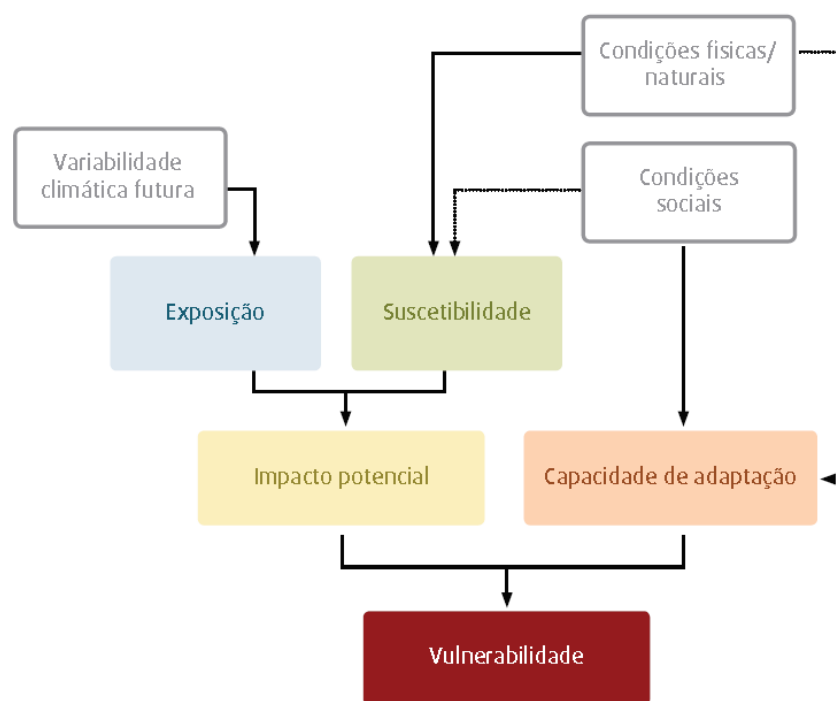 Condições fisicas/
naturais
Variabilidade
climática futura
Condições
sociais
Exposição
Suscetibilidade
Impacto potencial
Capacidade de adaptação
Vulnerabilidade